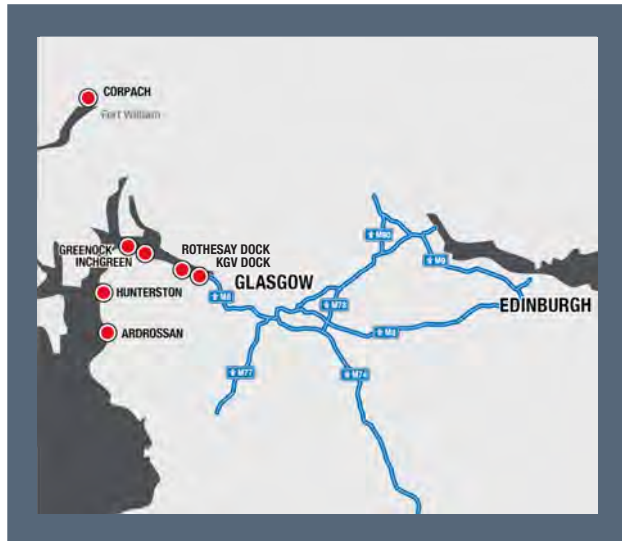 CORPACH
Fort William
GREENOCK
INCHGREEN
ROTHESAY DOCK
KGV DOCK
GLASGOW
HUNTERSTON
ARDROSSAN
EDINBURGH
M80
M9
M8
M73
M8
M77
M74